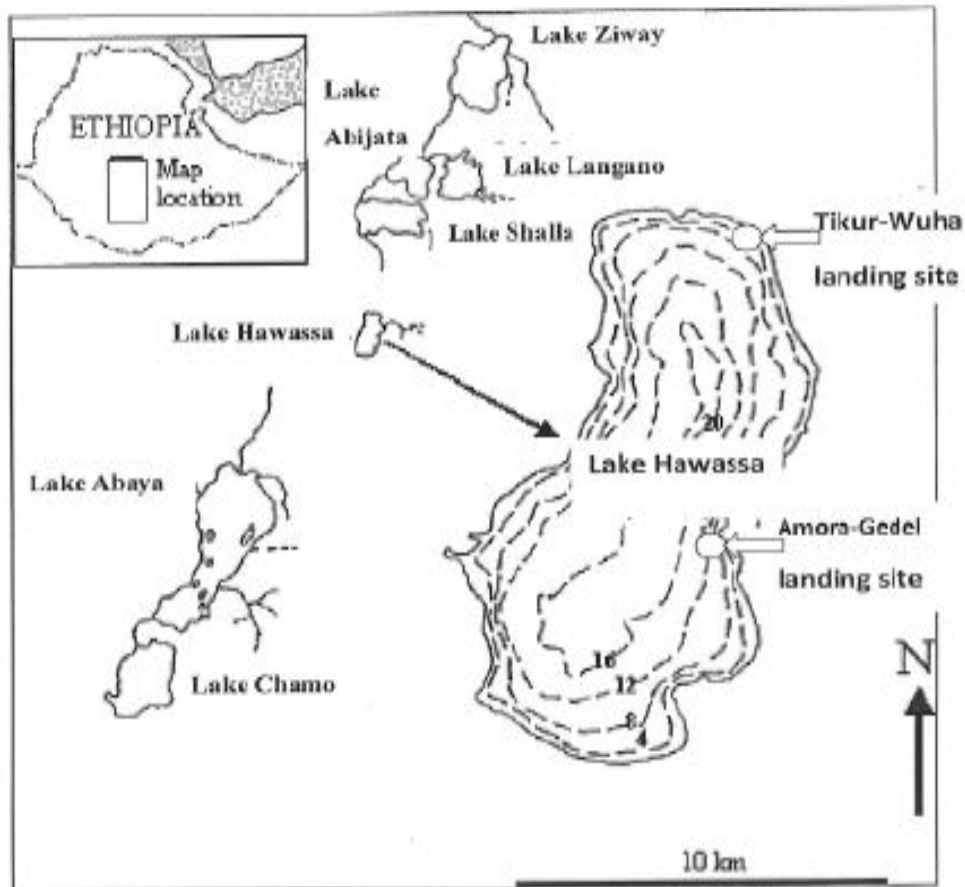 Lake Ziway
ETHIOPIA
Map
location
Lake
Abijata
Lake Langano
Lake Shalla
Tikur-Wuha
landing site
Lake Hawassa
20
Lake Hawassa
Lake Abaya
Amora-Gedel
landing site
16
12
8
4
Lake Chamo
N
10 km